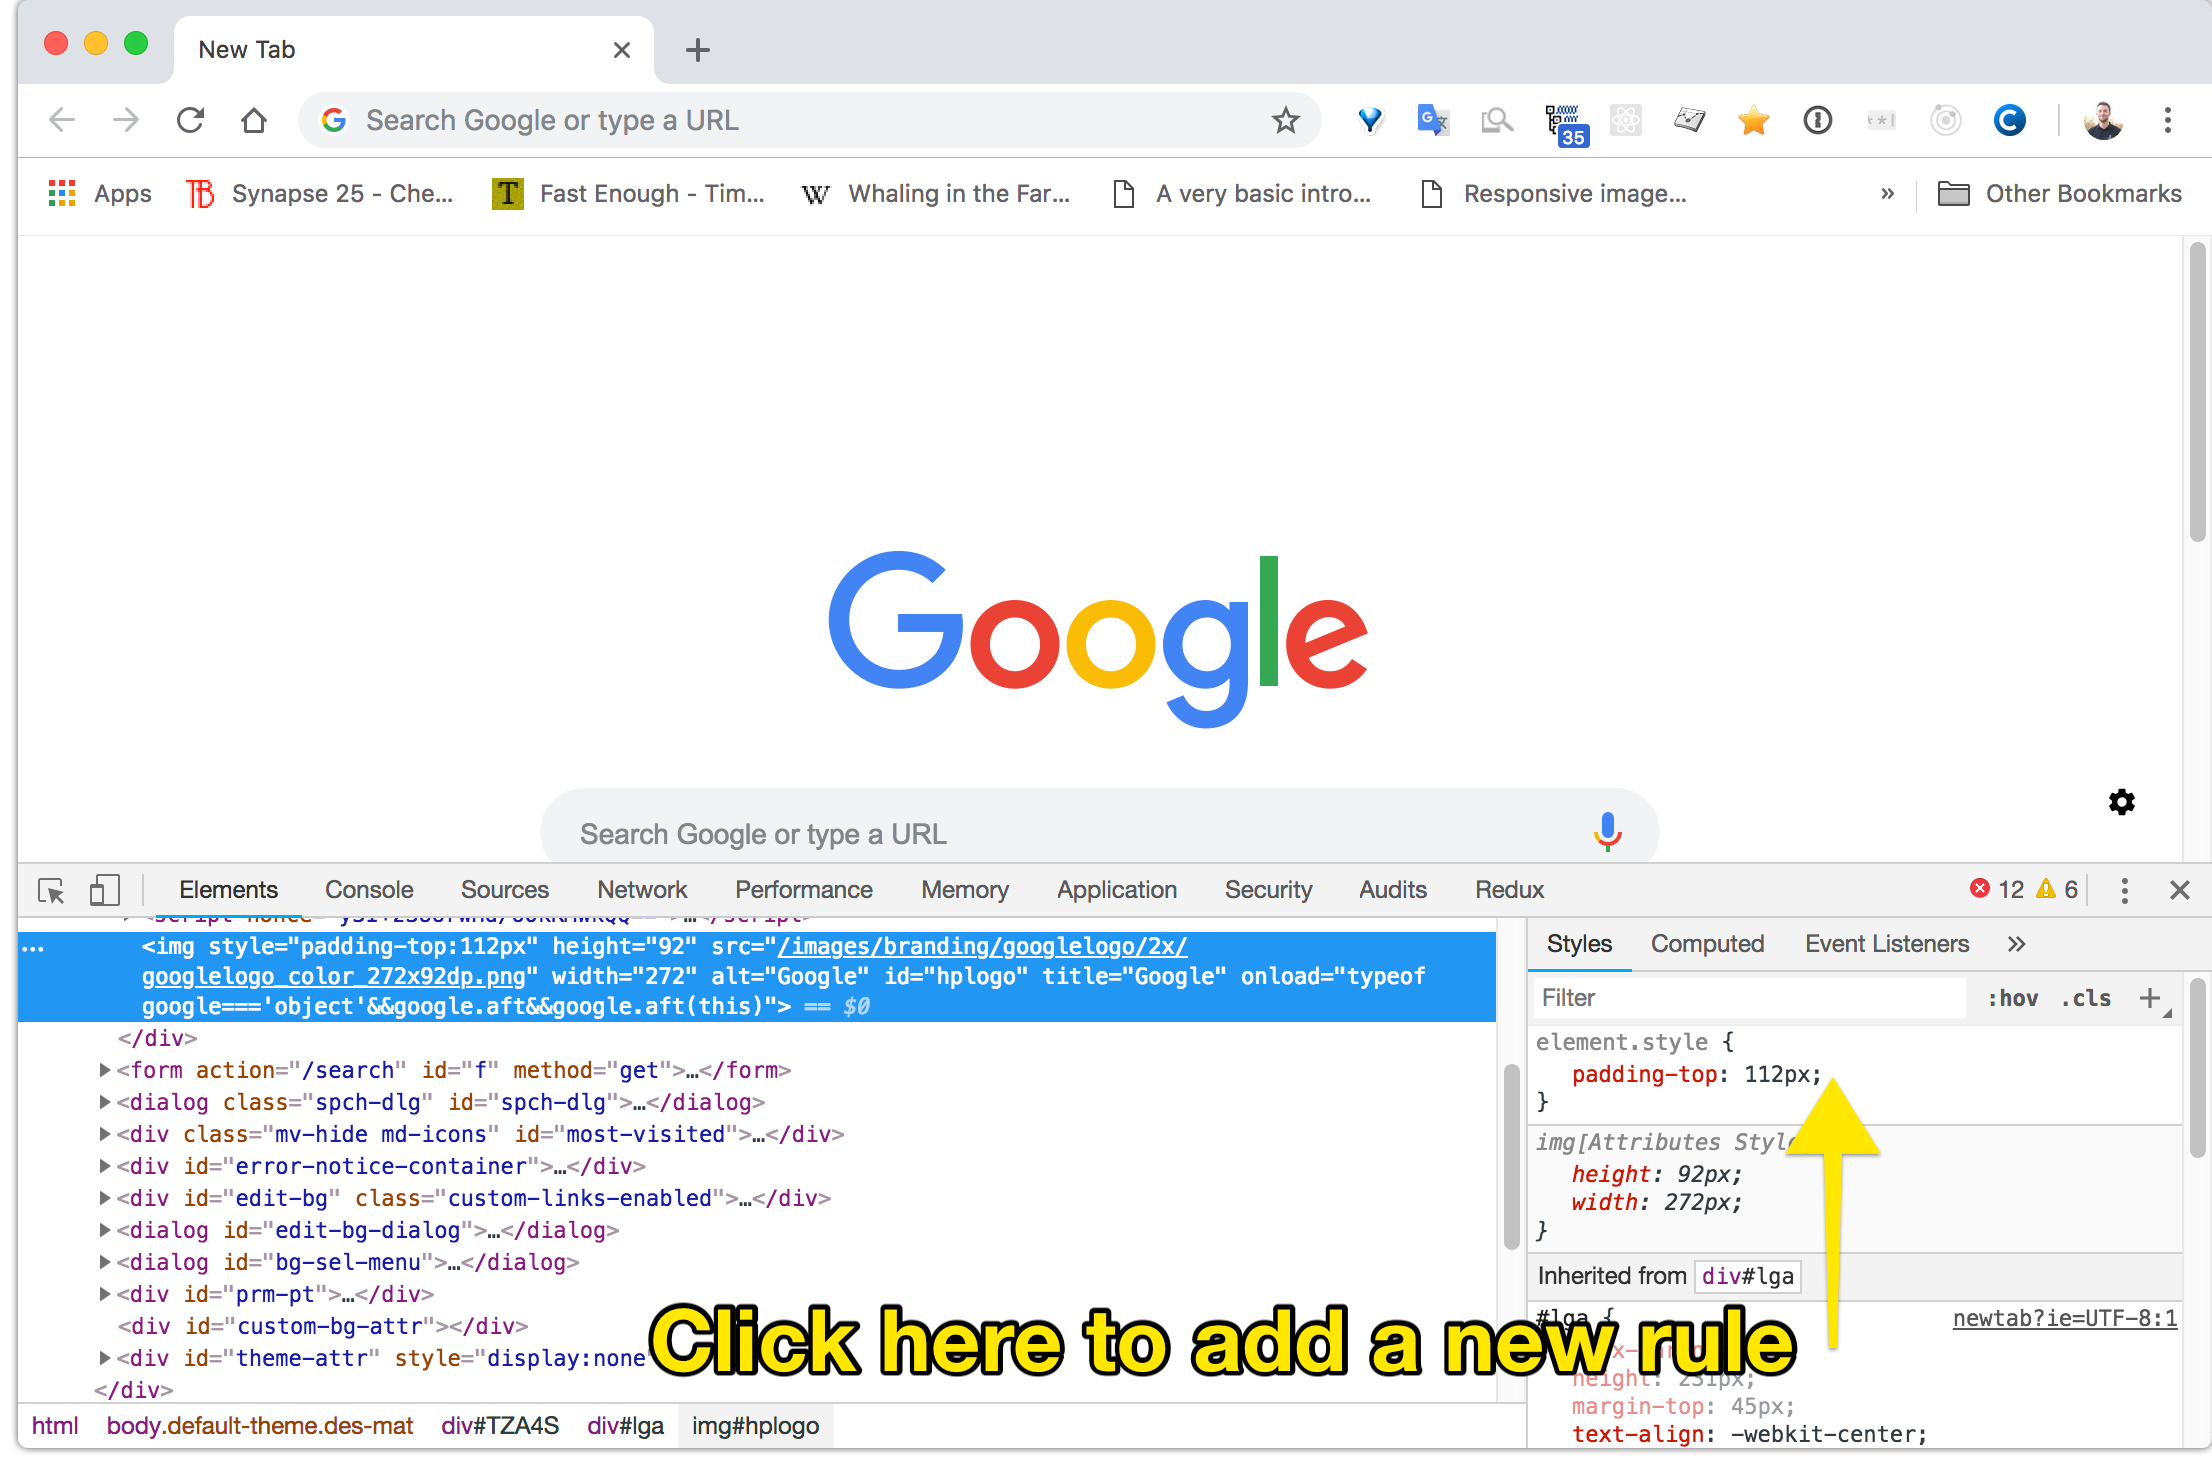 New Tab
Search Google or type a URL
35
Apps
Synapse 25 - Che...
Fast Enough - Tim...
Whaling in the Far...
A very basic intro...
Responsive image...
»
Other Bookmarks
Google
Search Google or type a URL
Elements Console Sources Network Performance Memory Application Security Audits Redux
12 6
<img style="padding-top:112px" height="92" src="/images/branding/googlelogo/2x/
googlelogo_color_272x92dp.png" width="272" alt="Google" id="hplogo" title="Google" onload="typeof
google==='object'&&google.aft&&google.aft(this)"> == $0
</div>
<form action="/search" id="f" method="get">…</form>
<dialog class="spch-dlg" id="spch-dlg">…</dialog>
<div class="mv-hide md-icons" id="most-visited">…</div>
<div id="error-notice-container">…</div>
<div id="edit-bg" class="custom-links-enabled">…</div>
<dialog id="edit-bg-dialog">…</dialog>
<dialog id="bg-sel-menu">…</dialog>
<div id="prm-pt">…</div>
<div id="custom-bg-attr"></div>
<div id="theme-attr" style="display:none"
</div>
html body.default-theme.des-mat div#TZA4S div#lga img#hplogo
Styles Computed Event Listeners »
Filter :hov .cls +
element.style {
padding-top: 112px;
}
img[Attributes Style
height: 92px;
width: 272px;
}
Inherited from div#lga
#lga { newtab?ie=UTF-8:1
height: 231px;
margin-top: 45px;
text-align: -webkit-center;
Click here to add a new rule